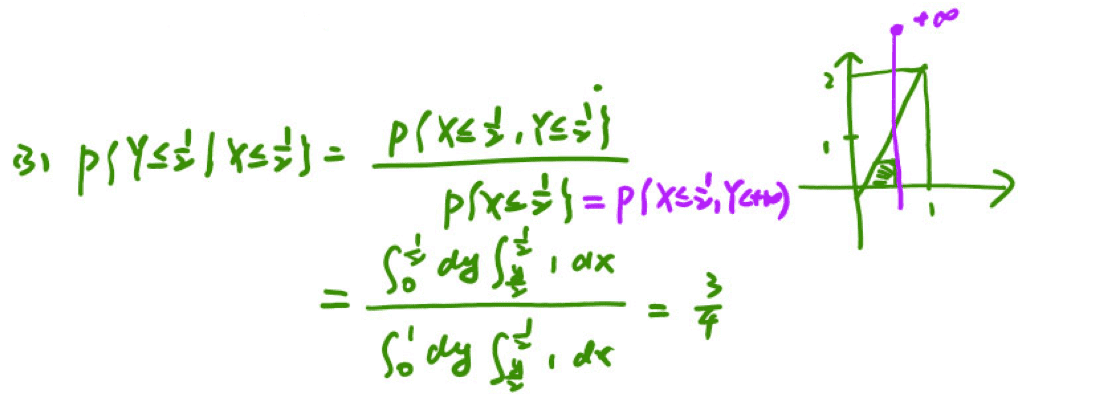 +∞
2
1
1
(3) P{Y≤1/2 | X≤1/2} = P{X≤1/2, Y≤1/2} / P{X≤1/2} = P{X≤1/2, Y<+∞}
= ∫₀^(1/2) dy ∫_(y/2)^(1/2) 1 dx / ∫₀^1 dy ∫_(y/2)^(1/2) 1 dx = 3/4